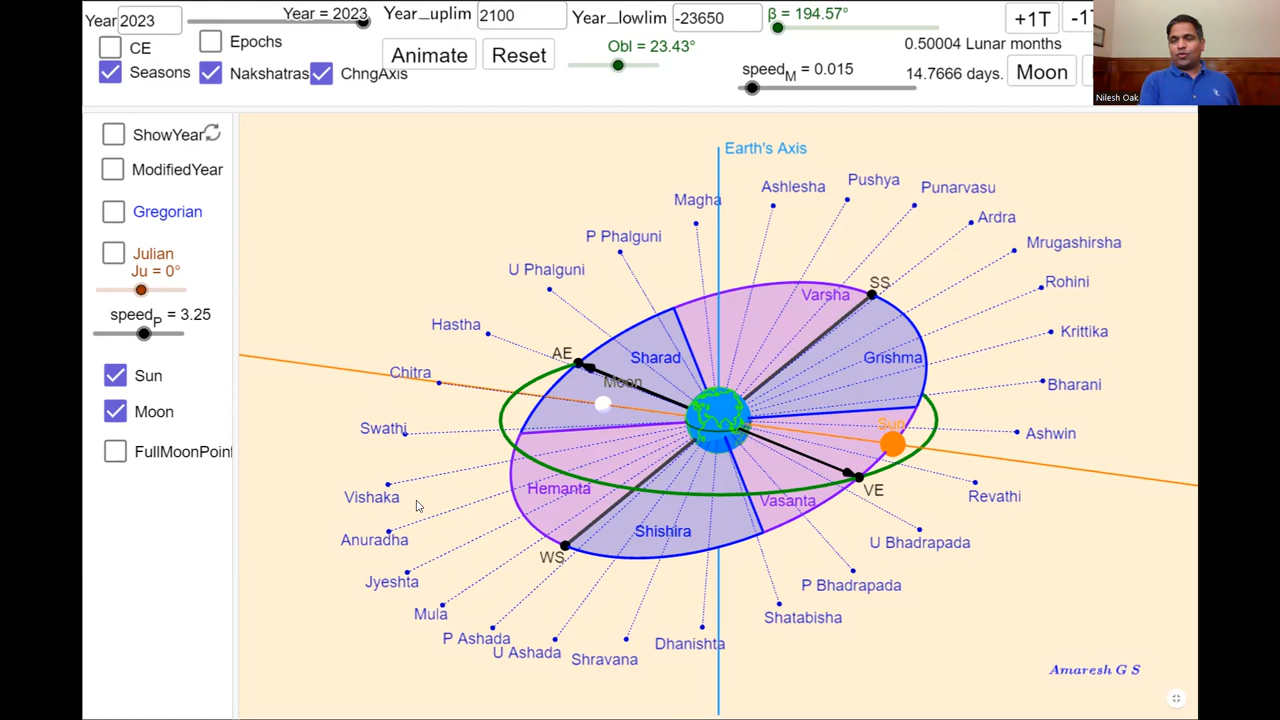 Year 2023
Year = 2023
Year_uplim 2100
Year_lowlim -23650
β = 194.57°
+1T
-1
CE
Epochs
Animate
Reset
Obl = 23.43°
0.50004 Lunar months
Seasons
Nakshatras
ChngAxis
speedM = 0.015
14.7666 days.
Moon
Nilesh Oak
ShowYear
ModifiedYear
Gregorian
Julian
Ju = 0°
speedP = 3.25
Sun
Moon
FullMoonPoin
Earth's Axis
Magha
Ashlesha
Pushya
Punarvasu
Ardra
Mrugashirsha
Rohini
Krittika
Bharani
Ashwin
Revathi
U Bhadrapada
P Bhadrapada
Shatabisha
Dhanishta
Shravana
U Ashada
P Ashada
Mula
Jyeshta
Anuradha
Vishaka
Swathi
Chitra
Hastha
U Phalguni
P Phalguni
SS
Varsha
Grishma
Sharad
AE
Moon
Sun
VE
Vasanta
Shishira
Hemanta
WS
Amaresh G S